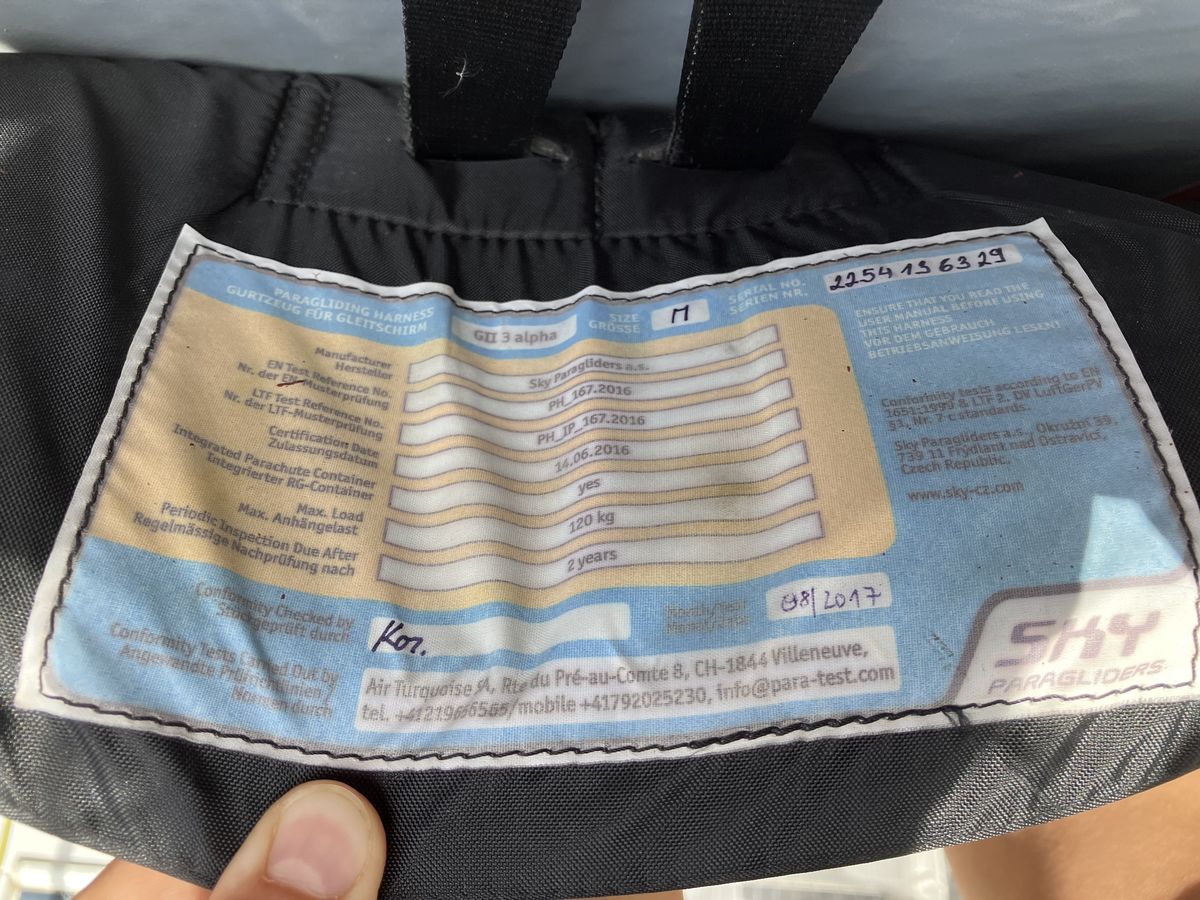 PARAGLIDING HARNESS
GURTZEUG FÜR GLEITSCHIRM
GII 3 alpha
SIZE
GRÖSSE
M
SERIAL NO.
SERIEN NR.
2254 13 6329
ENSURE THAT YOU READ THE
USER MANUAL BEFORE USING
THIS HARNESS
VOR DEM GEBRAUCH
BETRIEBSANWEISUNG LESEN!
Manufacturer
Hersteller
Sky Paragliders a.s.
EN Test Reference No.
Nr. der EN-Musterprüfung
PH_167.2016
LTF Test Reference No.
Nr. der LTF-Musterprüfung
PH_IP_167.2016
Certification Date
Zulassungsdatum
14.06.2016
Integrated Parachute Container
Integrierter RG-Container
yes
Max. Load
Max. Anhängelast
120 kg
Periodic Inspection Due After
Regelmässige Nachprüfung nach
2 years
Conformity tests according to EN
1651:1999 & LTF 2. DV LuftGerPV
§1, Nr. 7 c standards.
Sky Paragliders a.s., Okružní 39,
739 11 Frýdlant nad Ostravicí,
Czech Republic.
www.sky-cz.com
Conformity Checked by
geprüft durch
Kor.
08/2017
Conformity Tests Carried Out by
Angewandte Prüfrichtlinien /
Normen durch
Air Turquoise SA, Rte du Pré-au-Comte 8, CH-1844 Villeneuve,
tel. mobile +41792025230, info@para-test.com
SKY
PARAGLIDERS